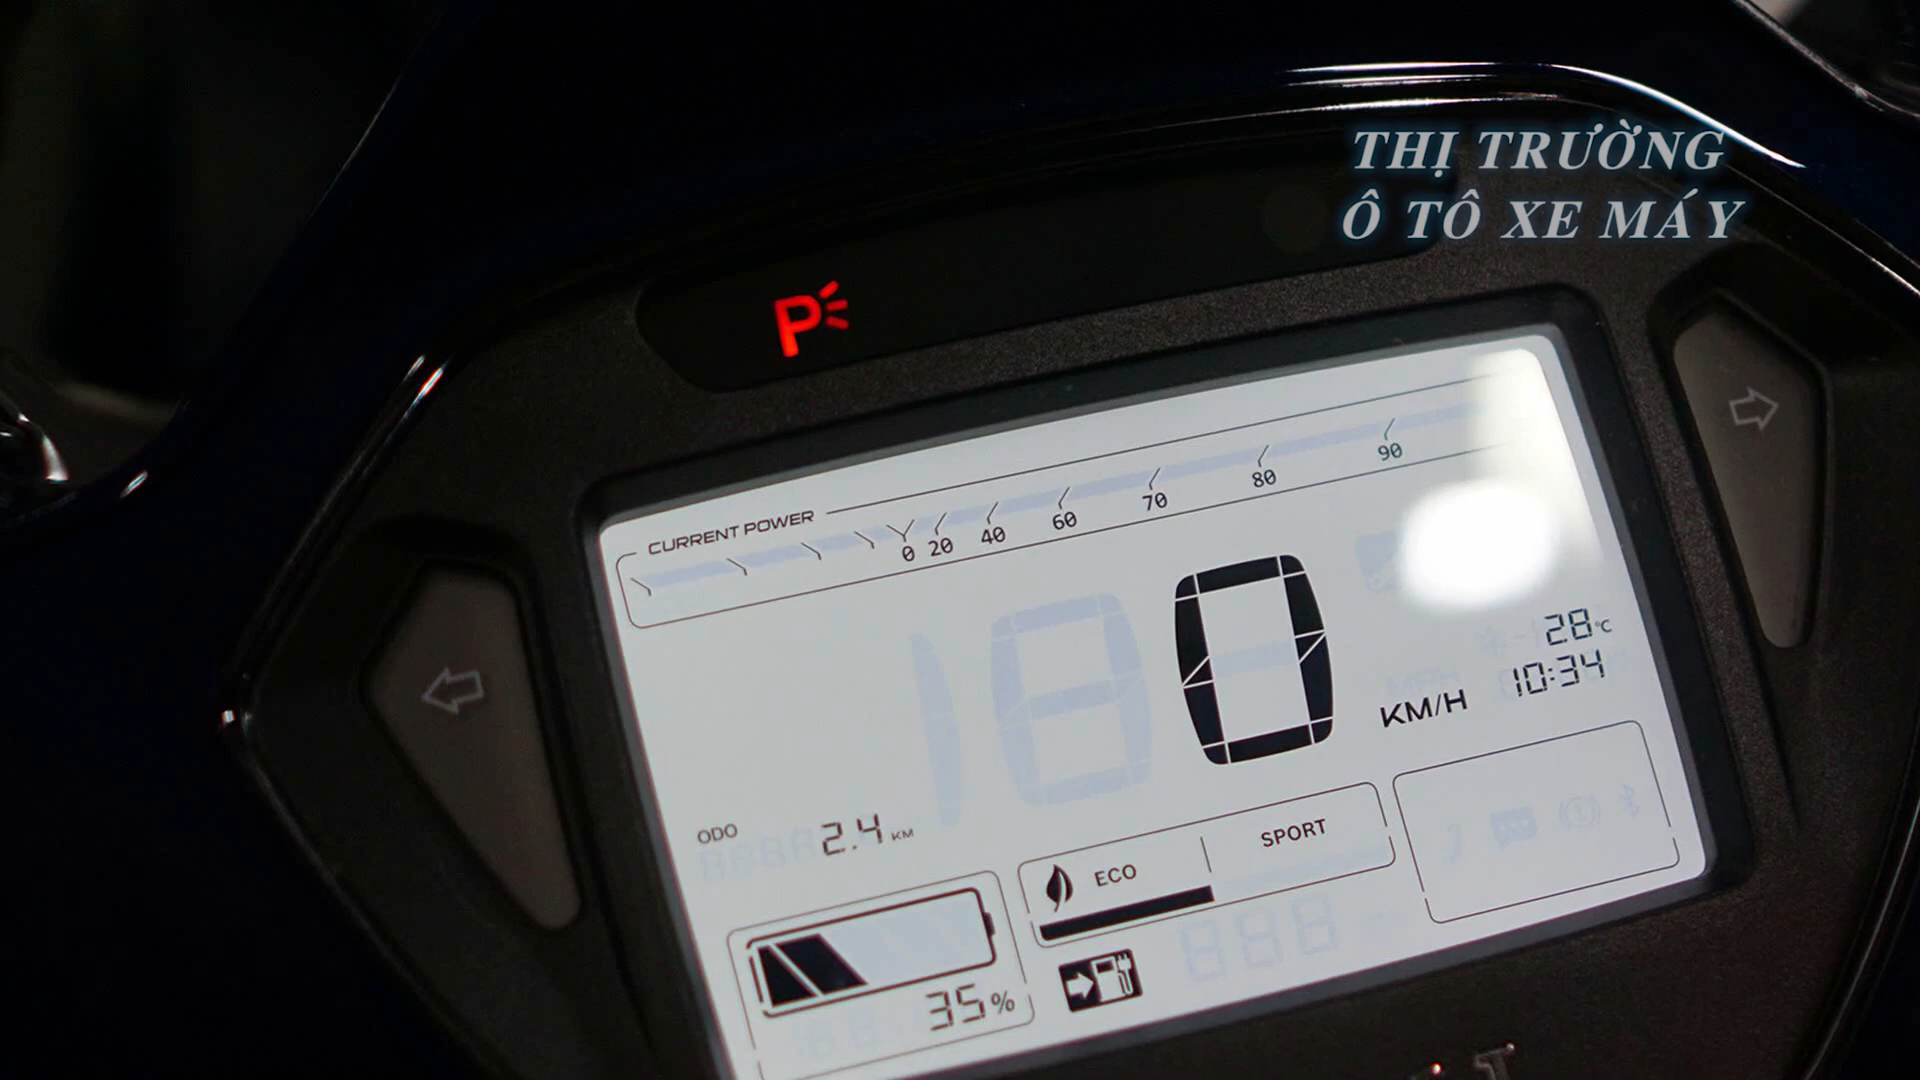 THỊ TRƯỜNG
Ô TÔ XE MÁY
P
CURRENT POWER
0 20 40 60 70 80 90
0 KM/H
28°C
10:34
ODO 2.4 KM
ECO SPORT
35%